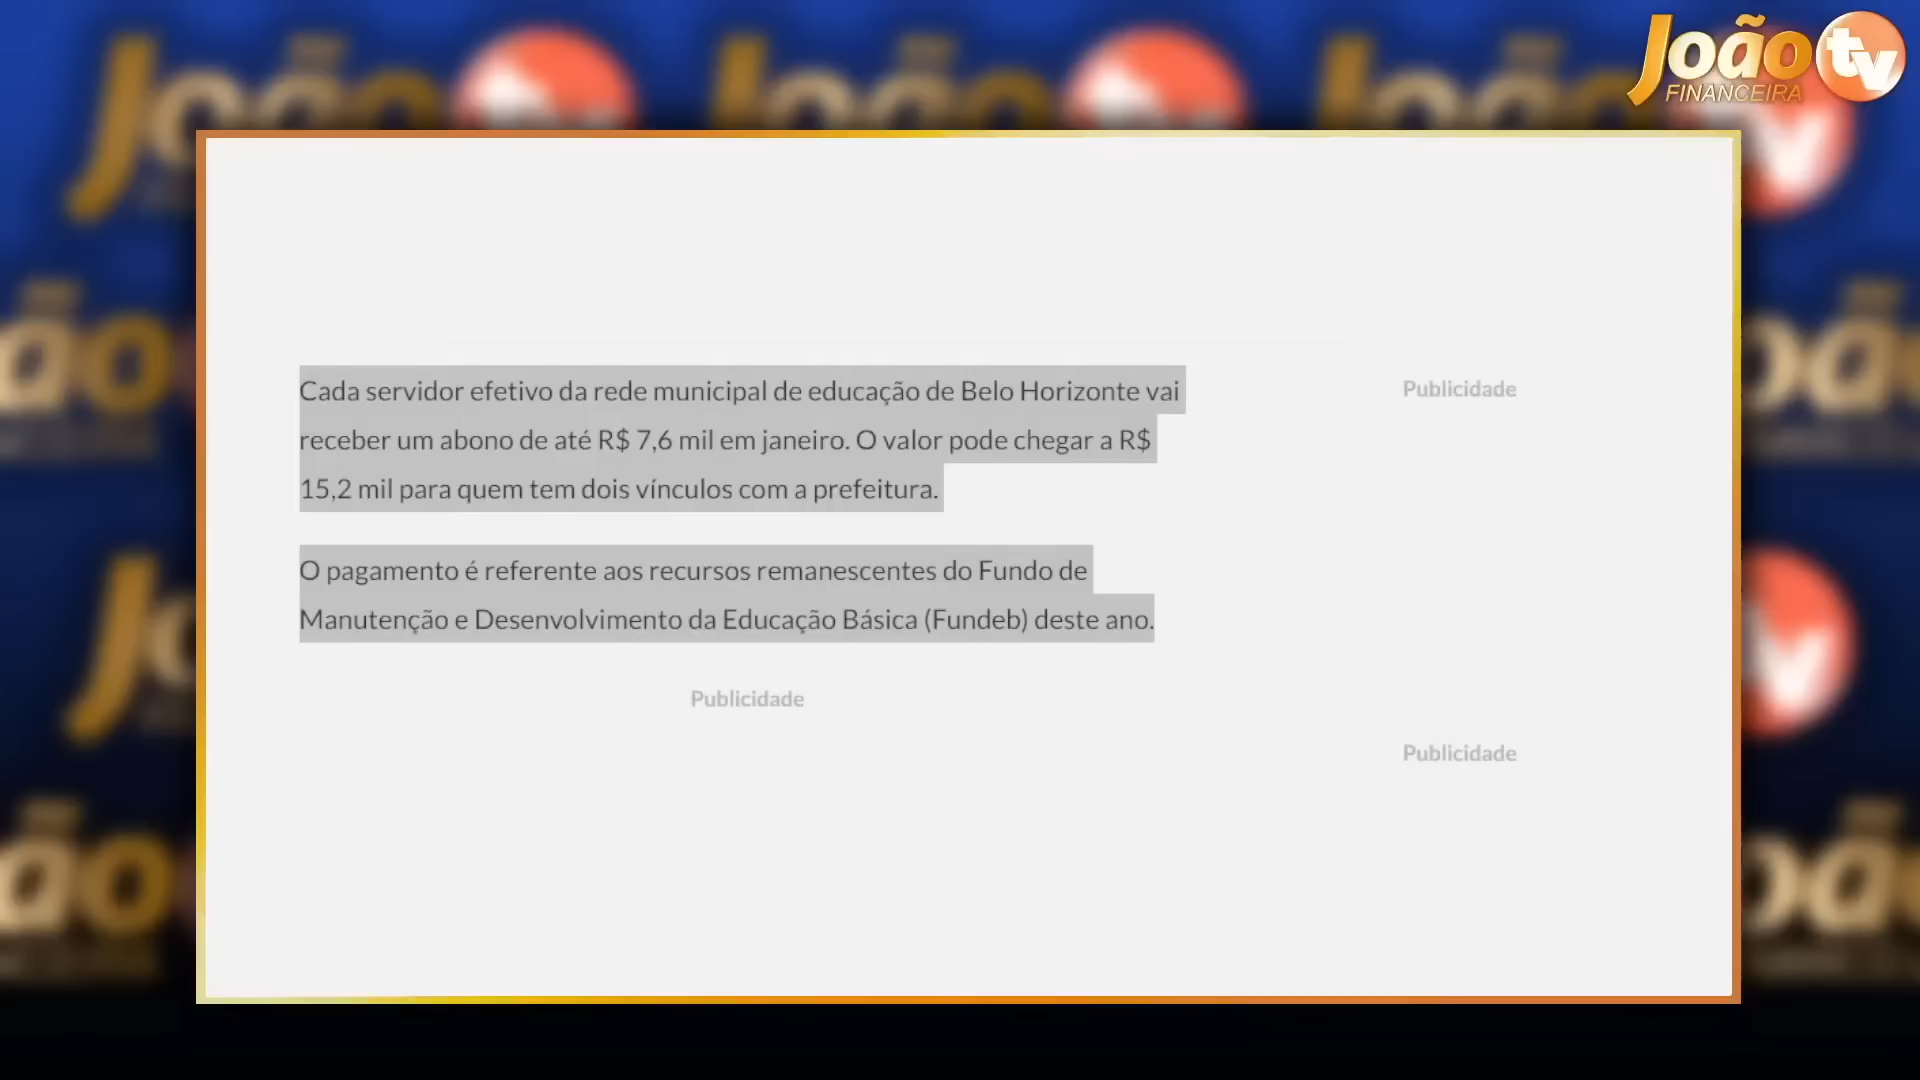 João tv
FINANCEIRA
Cada servidor efetivo da rede municipal de educação de Belo Horizonte vai
receber um abono de até R$ 7,6 mil em janeiro. O valor pode chegar a R$
15,2 mil para quem tem dois vínculos com a prefeitura.
O pagamento é referente aos recursos remanescentes do Fundo de
Manutenção e Desenvolvimento da Educação Básica (Fundeb) deste ano.
Publicidade
Publicidade
Publicidade